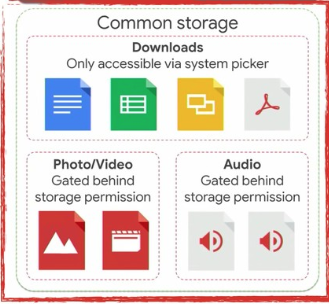 Common storage
Downloads
Only accessible via system picker
Photo/Video
Gated behind
storage permission
Audio
Gated behind
storage permission